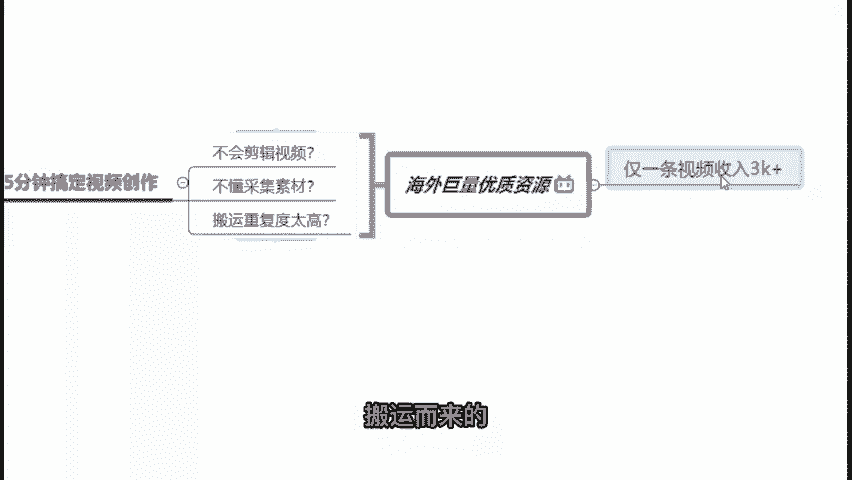 5分钟搞定视频创作
不会剪辑视频?
不懂采集素材?
搬运重复度太高?
海外巨量优质资源
仅一条视频收入3k+
搬运而来的